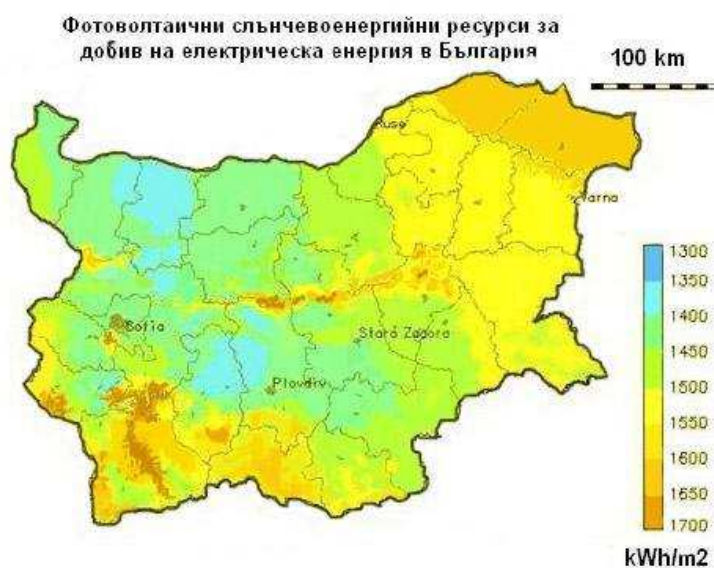 Фотоволтаични слънчевоенергийни ресурси за
добив на електрическа енергия в България
100 km
Ruse
Varna
Sofia
Stara Zagora
Plovdiv
1300
1350
1400
1450
1500
1550
1600
1650
1700
kWh/m2